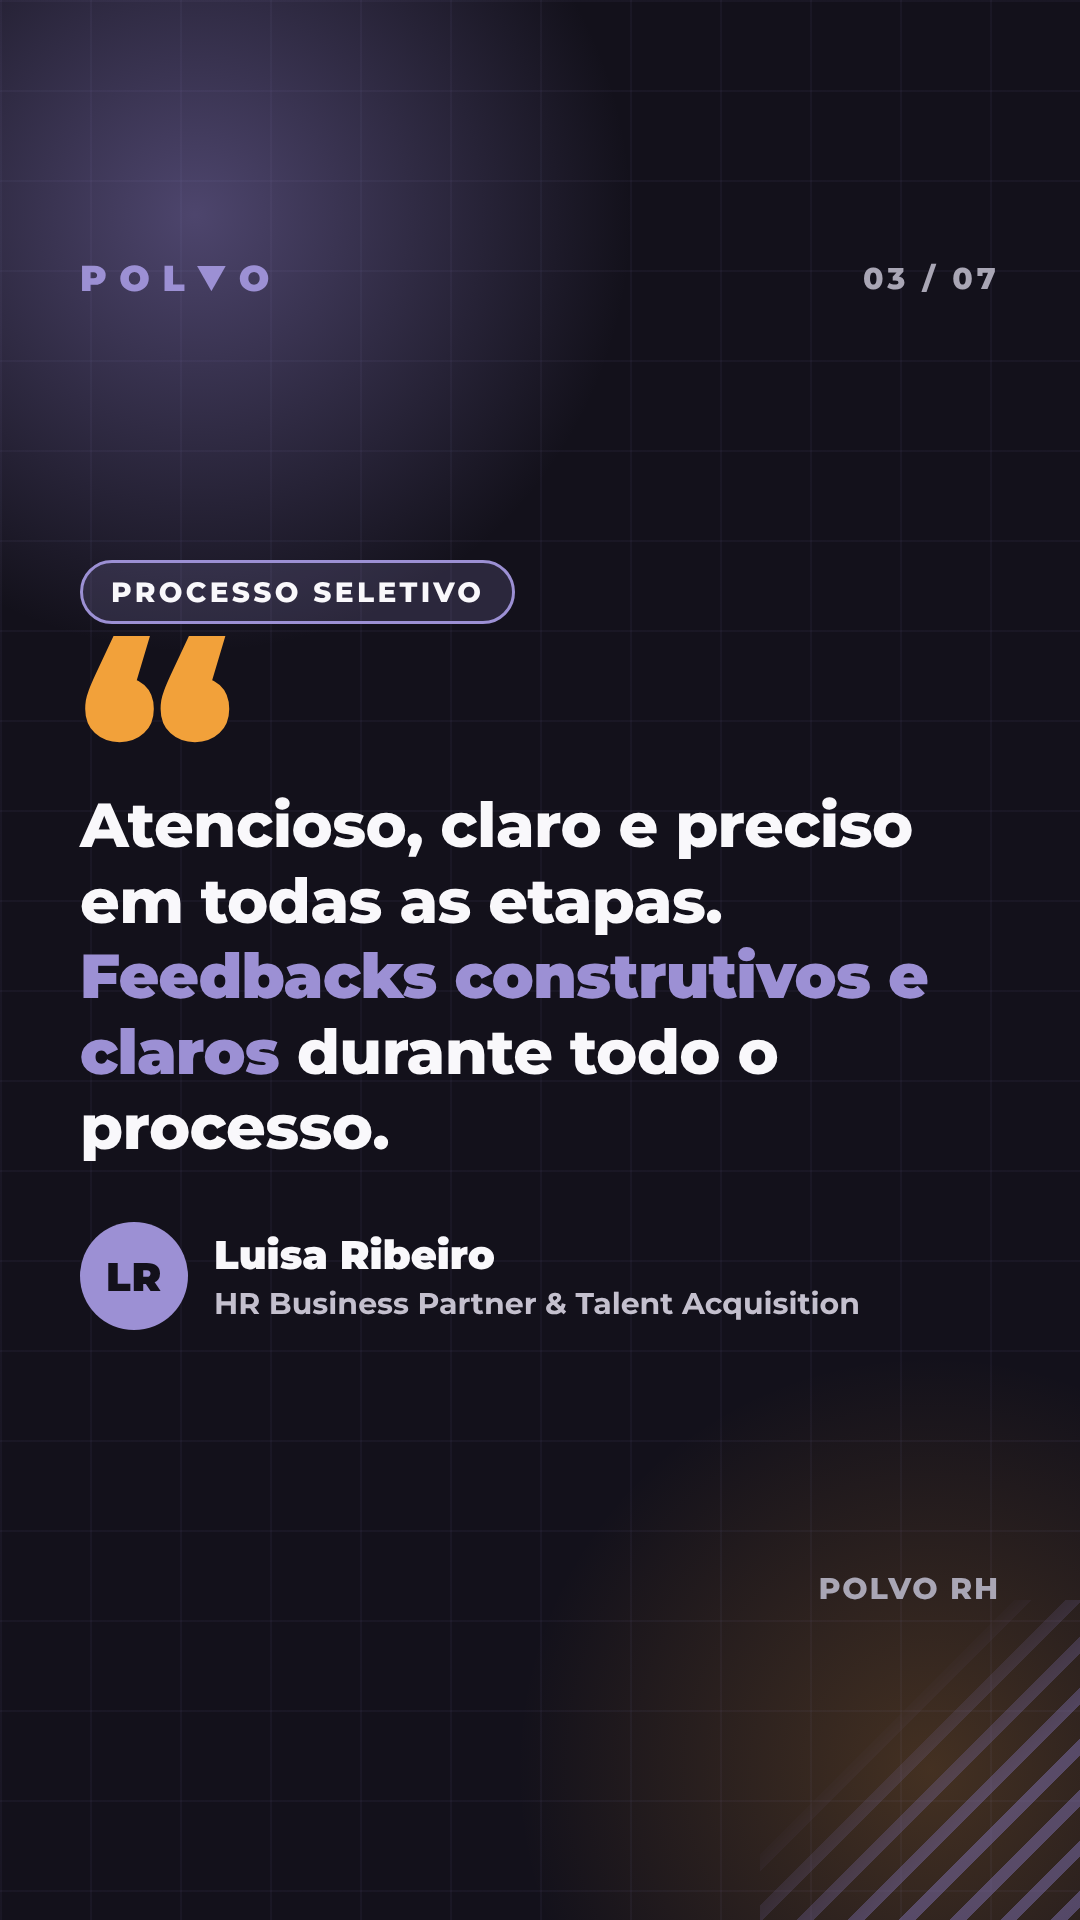 POLVO
03 / 07
PROCESSO SELETIVO
“
Atencioso, claro e preciso
em todas as etapas.
Feedbacks construtivos e
claros durante todo o
processo.
LR
Luisa Ribeiro
HR Business Partner & Talent Acquisition
POLVO RH